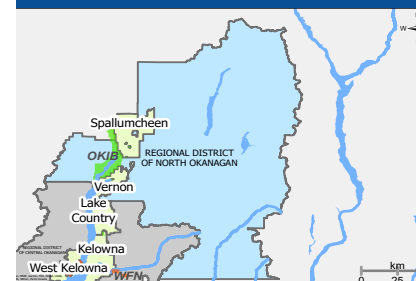 W
Spallumcheen
OKIB
REGIONAL DISTRICT
OF NORTH OKANAGAN
Vernon
Lake
Country
REGIONAL DISTRICT
OF CENTRAL OKANAGAN
Kelowna
West Kelowna
WFN
km
0
25